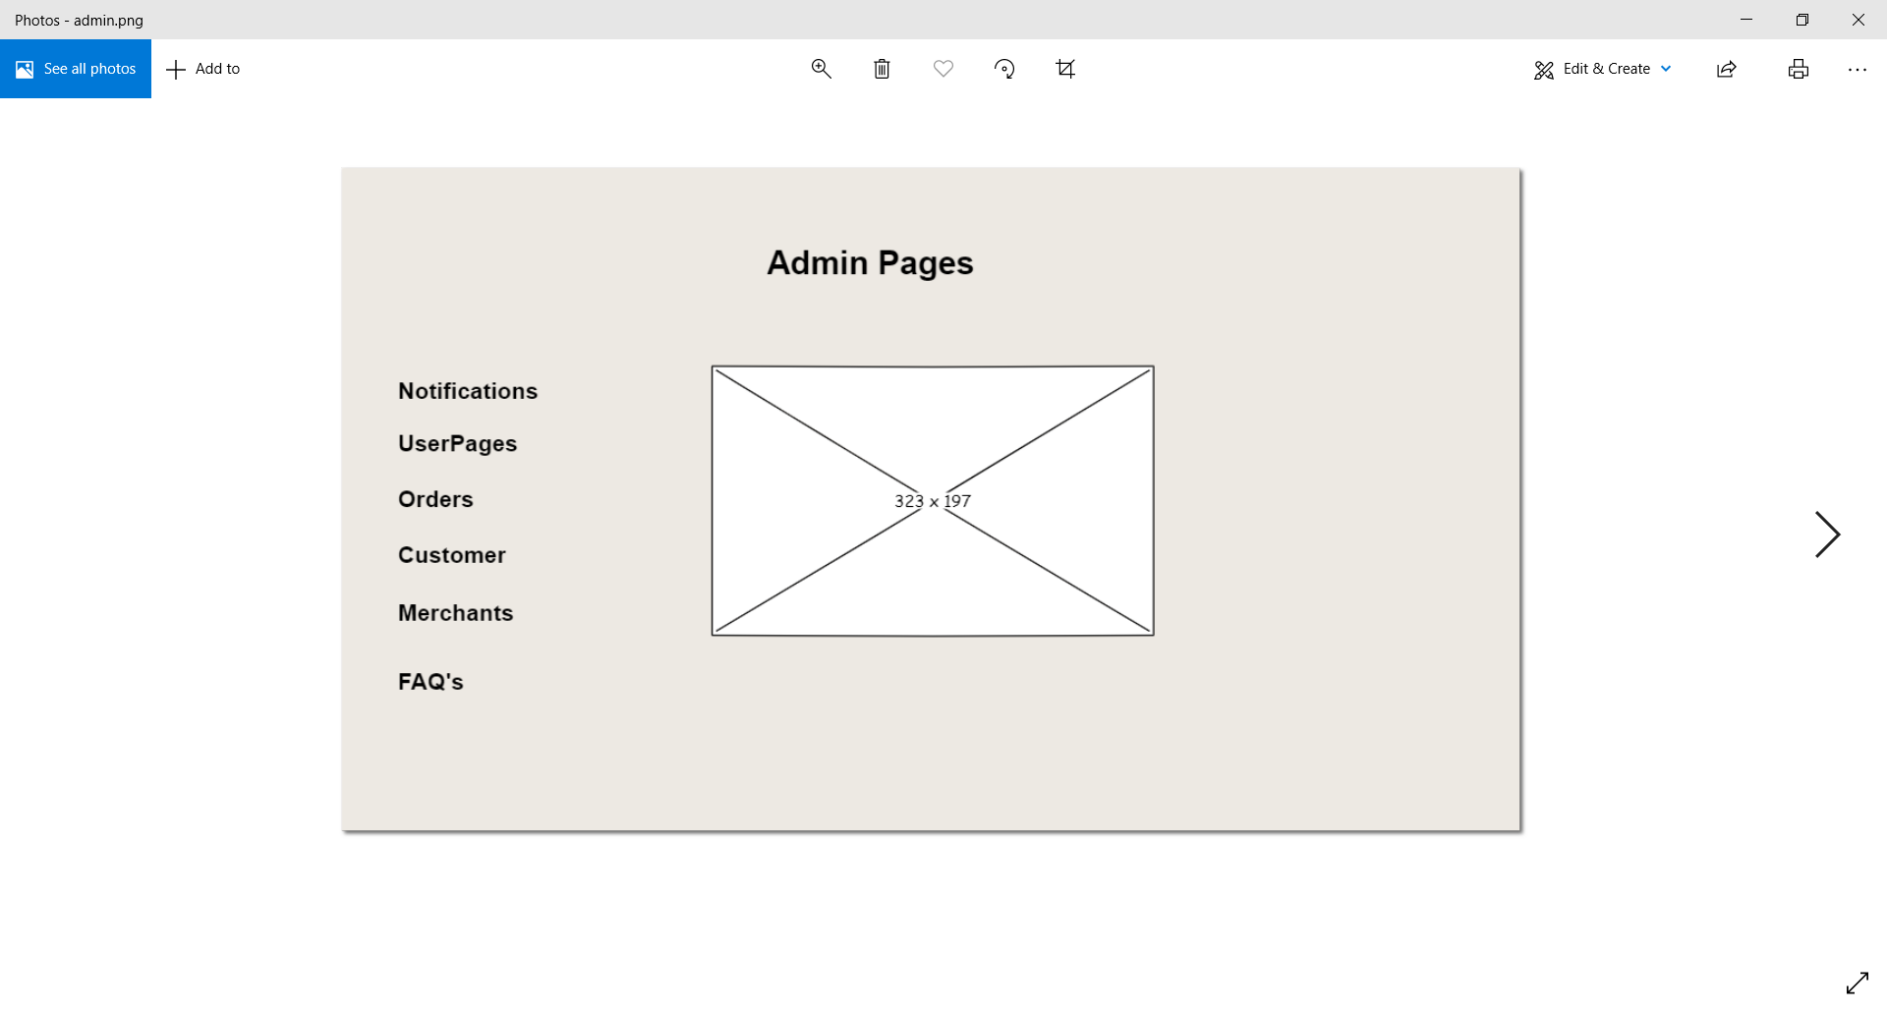 Photos - admin.png
See all photos
Add to
Edit & Create
Admin Pages
Notifications
UserPages
Orders
323 x 197
Customer
Merchants
FAQ's